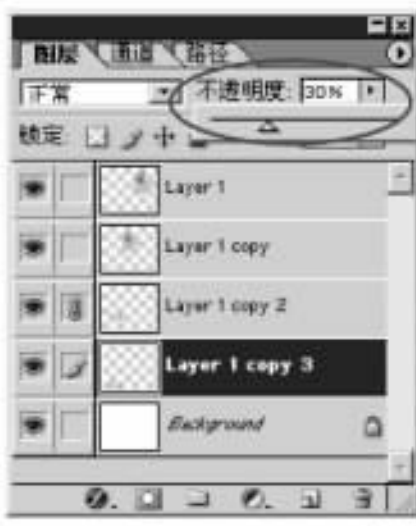 图层 通道 路径
正常 不透明度: 30%
锁定:
Layer 1
Layer 1 copy
Layer 1 copy 2
Layer 1 copy 3
Background